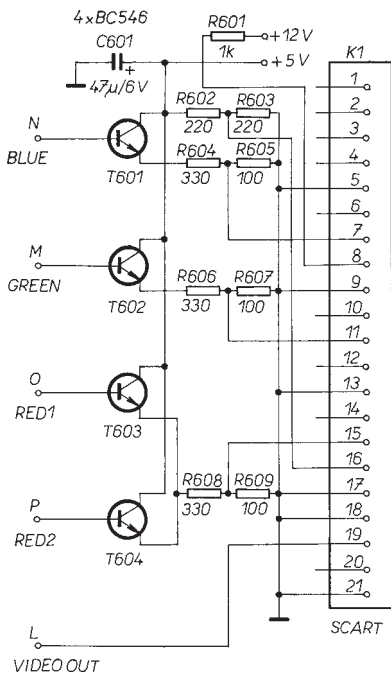 4xBC546
C601
47µ/6V
R601
1k
+12V
+5V
K1
N
BLUE
T601
R602
220
R603
220
R604
330
R605
100
M
GREEN
T602
R606
330
R607
100
O
RED1
T603
P
RED2
T604
R608
330
R609
100
L
VIDEO OUT
1
2
3
4
5
6
7
8
9
10
11
12
13
14
15
16
17
18
19
20
21
SCART
+